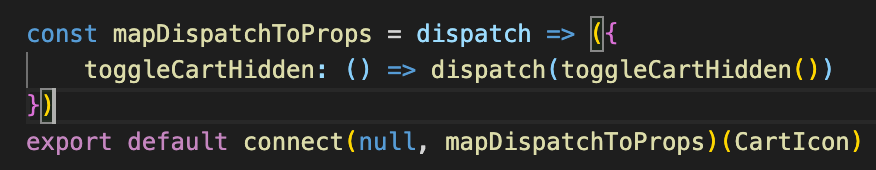 const mapDispatchToProps = dispatch => ({
    toggleCartHidden: () => dispatch(toggleCartHidden())
})
export default connect(null, mapDispatchToProps)(CartIcon)